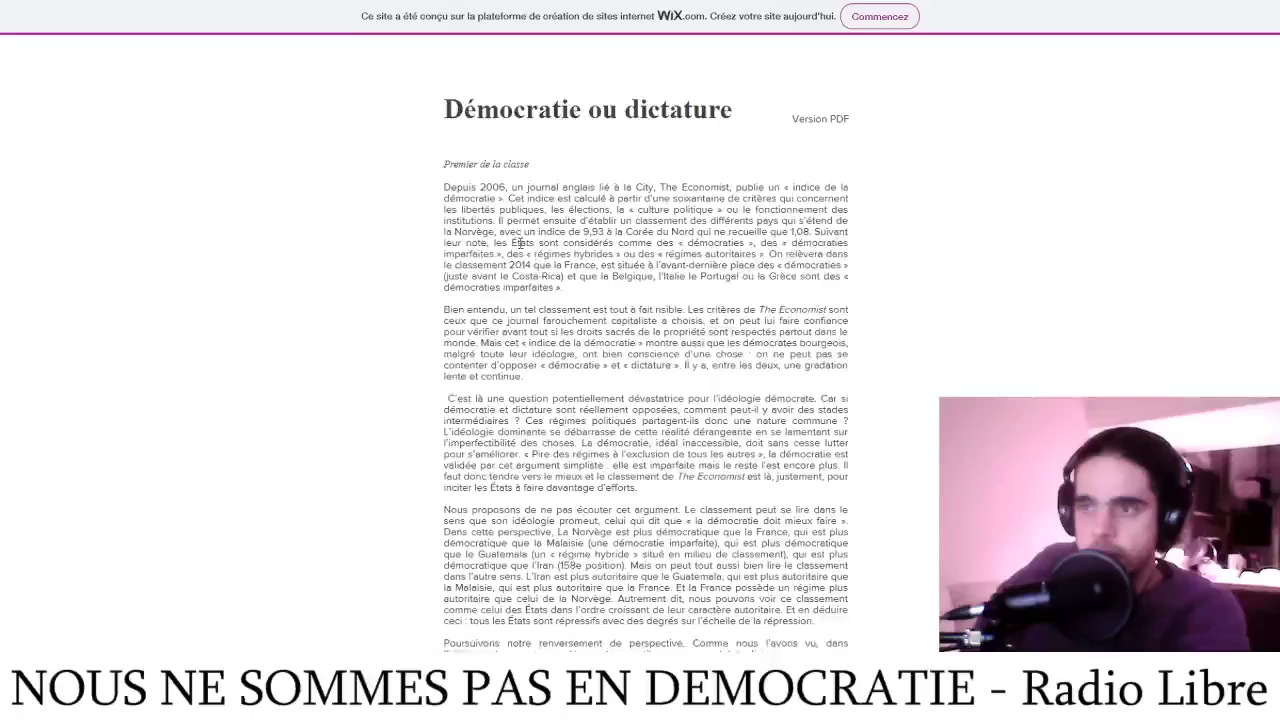 Ce site a été conçu sur la plateforme de création de sites internet WiX.com. Créez votre site aujourd'hui. Commencez
Démocratie ou dictature
Version PDF
Premier de la classe
Depuis 2006, un journal anglais lié à la City, The Economist, publie un « indice de la
démocratie ». Cet indice est calculé à partir d'une soixantaine de critères qui concernent
les libertés publiques, les élections, la « culture politique » ou le fonctionnement des
institutions. Il permet ensuite d'établir un classement des différents pays qui s'étend de
la Norvège, avec un indice de 9,93 à la Corée du Nord qui ne recueille que 1,08. Suivant
leur note, les États sont considérés comme des « démocraties », des « démocraties
imparfaites », des « régimes hybrides » ou des « régimes autoritaires ». On relèvera dans
le classement 2014 que la France, est située à l'avant-dernière place des « démocraties »
(juste avant le Costa-Rica) et que la Belgique, l'Italie le Portugal ou la Grèce sont des «
démocraties imparfaites ».
Bien entendu, un tel classement est tout à fait risible. Les critères de The Economist sont
ceux que ce journal farouchement capitaliste a choisis, et on peut lui faire confiance
pour vérifier avant tout si les droits sacrés de la propriété sont respectés partout dans le
monde. Mais cet « indice de la démocratie » montre aussi que les démocrates bourgeois,
malgré toute leur idéologie, ont bien conscience d'une chose : on ne peut pas se
contenter d'opposer « démocratie » et « dictature ». Il y a, entre les deux, une gradation
lente et continue.
C'est là une question potentiellement dévastatrice pour l'idéologie démocrate. Car si
démocratie et dictature sont réellement opposées, comment peut-il y avoir des stades
intermédiaires ? Ces régimes politiques partagent-ils donc une nature commune ?
L'idéologie dominante se débarrasse de cette réalité dérangeante en se lamentant sur
l'imperfectibilité des choses. La démocratie, idéal inaccessible, doit sans cesse lutter
pour s'améliorer. « Pire des régimes à l'exclusion de tous les autres », la démocratie est
validée par cet argument simpliste : elle est imparfaite mais le reste l'est encore plus. Il
faut donc tendre vers le mieux et le classement de The Economist est là, justement, pour
inciter les États à faire davantage d'efforts.
Nous proposons de ne pas écouter cet argument. Le classement peut se lire dans le
sens que son idéologie promeut, celui qui dit que « la démocratie doit mieux faire ».
Dans cette perspective, La Norvège est plus démocratique que la France, qui est plus
démocratique que la Malaisie (une démocratie imparfaite), qui est plus démocratique
que le Guatemala (un « régime hybride » situé en milieu de classement), qui est plus
démocratique que l'Iran (158e position). Mais on peut tout aussi bien lire le classement
dans l'autre sens. L'Iran est plus autoritaire que le Guatemala, qui est plus autoritaire que
la Malaisie, qui est plus autoritaire que la France. Et la France possède un régime plus
autoritaire que celui de la Norvège. Autrement dit, nous pouvons voir ce classement
comme celui des États dans l'ordre croissant de leur caractère autoritaire. Et en déduire
ceci : tous les États sont répressifs avec des degrés sur l'échelle de la répression.
Poursuivons notre renversement de perspective. Comme nous l'avons vu, dans
NOUS NE SOMMES PAS EN DEMOCRATIE - Radio Libre